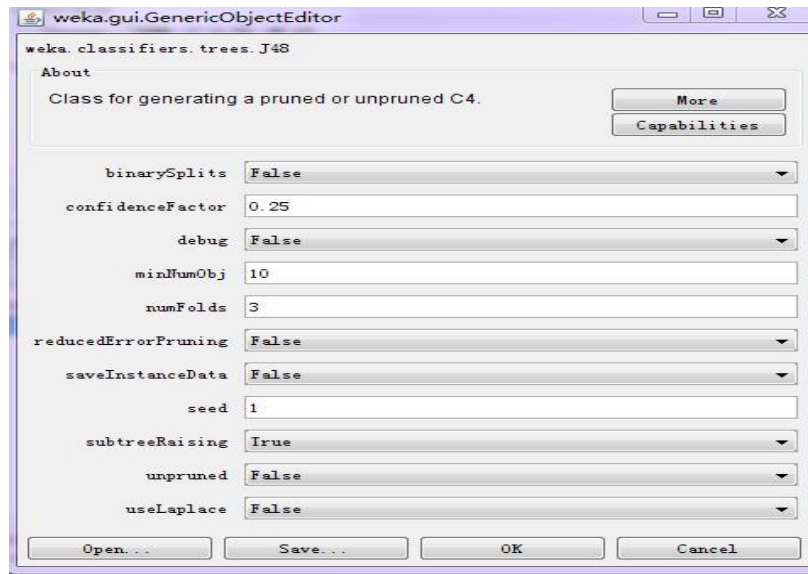 weka.gui.GenericObjectEditor
weka.classifiers.trees.J48
About
Class for generating a pruned or unpruned C4.
More
Capabilities
binarySplits False
confidenceFactor 0.25
debug False
minNumObj 10
numFolds 3
reducedErrorPruning False
saveInstanceData False
seed 1
subtreeRaising True
unpruned False
useLaplace False
Open... Save... OK Cancel